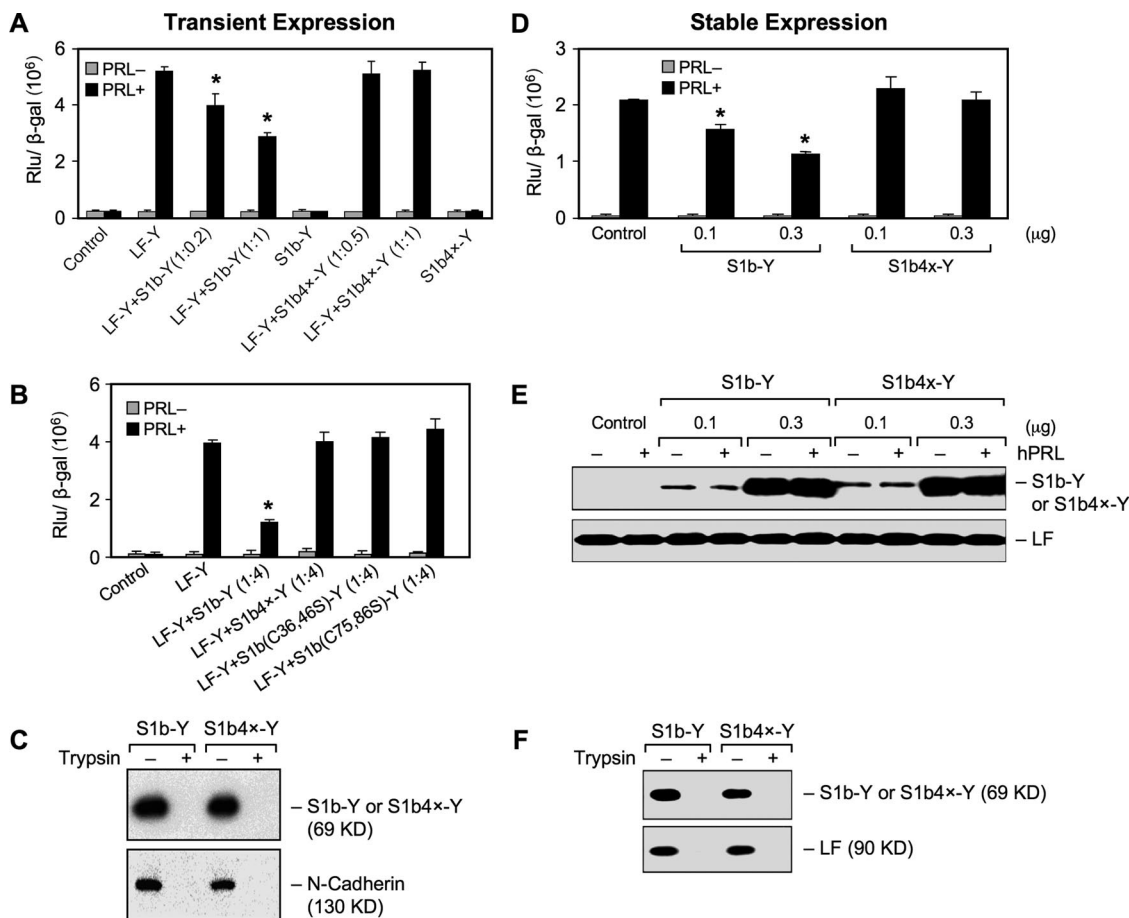 Transient Expression
A
Rlu/ β-gal (10⁶)
6
4
2
0
PRL–
PRL+
*
*
Control
LF-Y
LF-Y+S1b-Y(1:0.2)
LF-Y+S1b-Y(1:1)
S1b-Y
LF-Y+S1b4×-Y (1:0.5)
LF-Y+S1b4×-Y (1:1)
S1b4×-Y
B
Rlu/ β-gal (10⁶)
6
4
2
0
PRL–
PRL+
*
Control
LF-Y
LF-Y+S1b-Y (1:4)
LF-Y+S1b4×-Y (1:4)
LF-Y+S1b(C36,46S)-Y (1:4)
LF-Y+S1b(C75,86S)-Y (1:4)
C
S1b-Y S1b4×-Y
Trypsin – + – +
– S1b-Y or S1b4×-Y
(69 KD)
– N-Cadherin
(130 KD)
Stable Expression
D
Rlu/ β-gal (10⁶)
3
2
1
0
PRL–
PRL+
*
*
Control 0.1 0.3 0.1 0.3 (μg)
S1b-Y S1b4x-Y
E
S1b-Y S1b4x-Y
Control 0.1 0.3 0.1 0.3 (μg)
– + – + – + – + – + hPRL
– S1b-Y
or S1b4×-Y
– LF
F
S1b-Y S1b4×-Y
Trypsin – + – +
– S1b-Y or S1b4×-Y (69 KD)
– LF (90 KD)